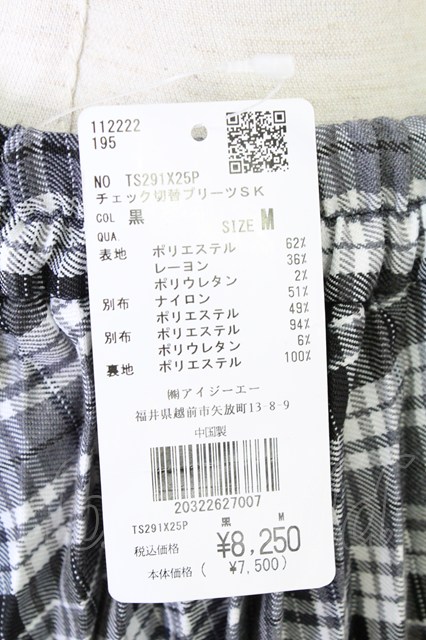 112222
195
NO TS291X25P
チェック切替プリーツSK
COL 黒
QUA. SIZE M
表地 ポリエステル 62%
レーヨン 36%
ポリウレタン 2%
別布 ナイロン 51%
ポリエステル 49%
別布 ポリエステル 94%
ポリウレタン 6%
裏地 ポリエステル 100%
㈱アイジーエー
福井県越前市矢放町13-8-9
中国製
20322627007
TS291X25P 黒 M
税込価格 ¥8,250
本体価格 ( ¥7,500)